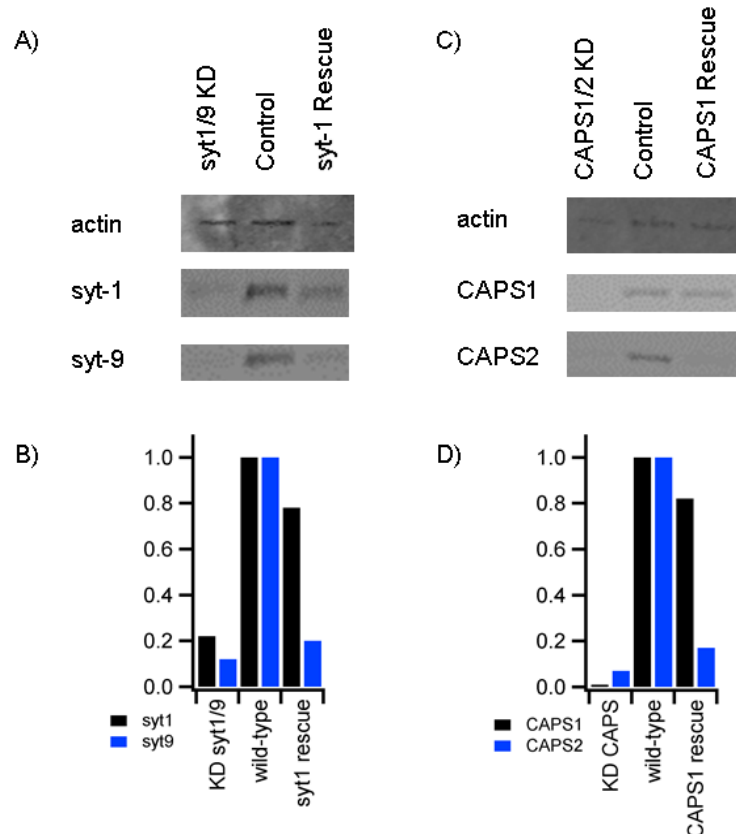 A)
syt1/9 KD
Control
syt-1 Rescue
actin
syt-1
syt-9
B)
1.0
0.8
0.6
0.4
0.2
0.0
syt1
syt9
KD syt1/9
wild-type
syt1 rescue
C)
CAPS1/2 KD
Control
CAPS1 Rescue
actin
CAPS1
CAPS2
D)
1.0
0.8
0.6
0.4
0.2
0.0
CAPS1
CAPS2
KD CAPS
wild-type
CAPS1 rescue